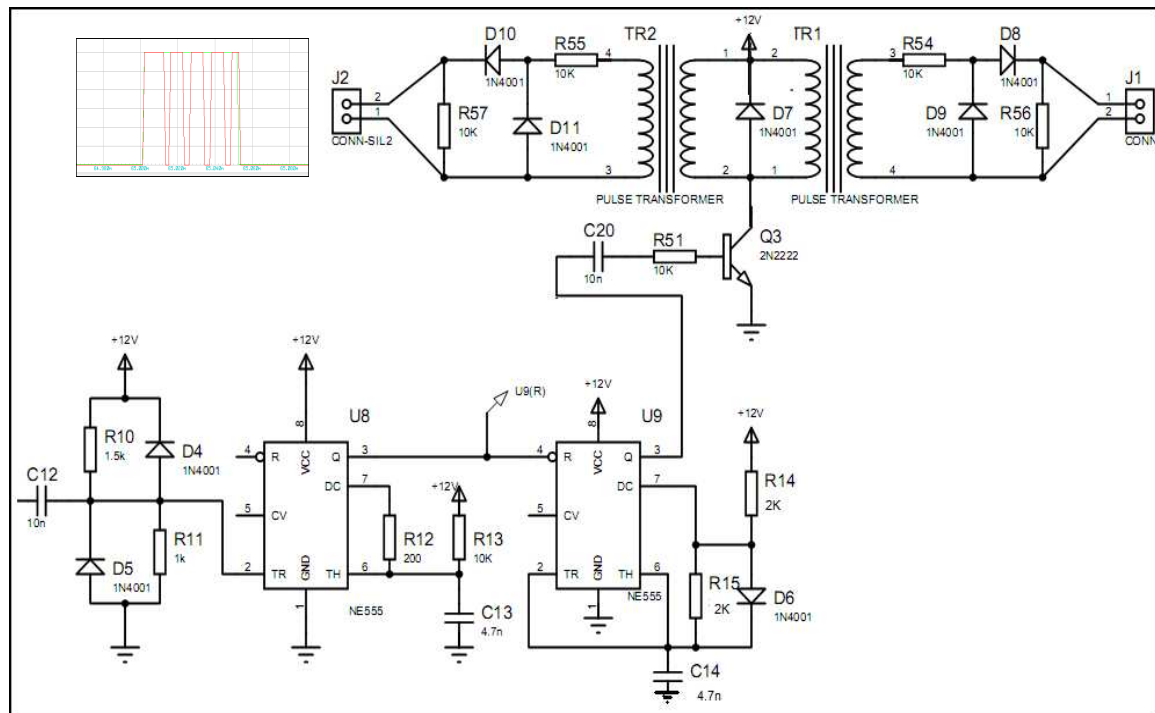 +12V
D10
R55
TR2
TR1
R54
D8
1N4001
10K
4
1
2
3
10K
1N4001
J2
2
1
R57
10K
D11
1N4001
D7
1N4001
D9
1N4001
R56
10K
J1
1
2
CONN-SIL2
CONN
3
2
1
4
PULSE TRANSFORMER
PULSE TRANSFORMER
C20
10n
R51
10K
Q3
2N2222
+12V
+12V
R10
1.5k
D4
1N4001
C12
10n
D5
1N4001
R11
1k
U8
8
4
R
VCC
Q
3
DC
7
5
CV
GND
2
TR
TH
6
1
NE555
+12V
R12
200
R13
10K
C13
4.7n
U9(R)
+12V
U9
8
4
R
VCC
Q
3
DC
7
5
CV
GND
2
TR
TH
6
1
NE555
+12V
R14
2K
R15
2K
D6
1N4001
C14
4.7n